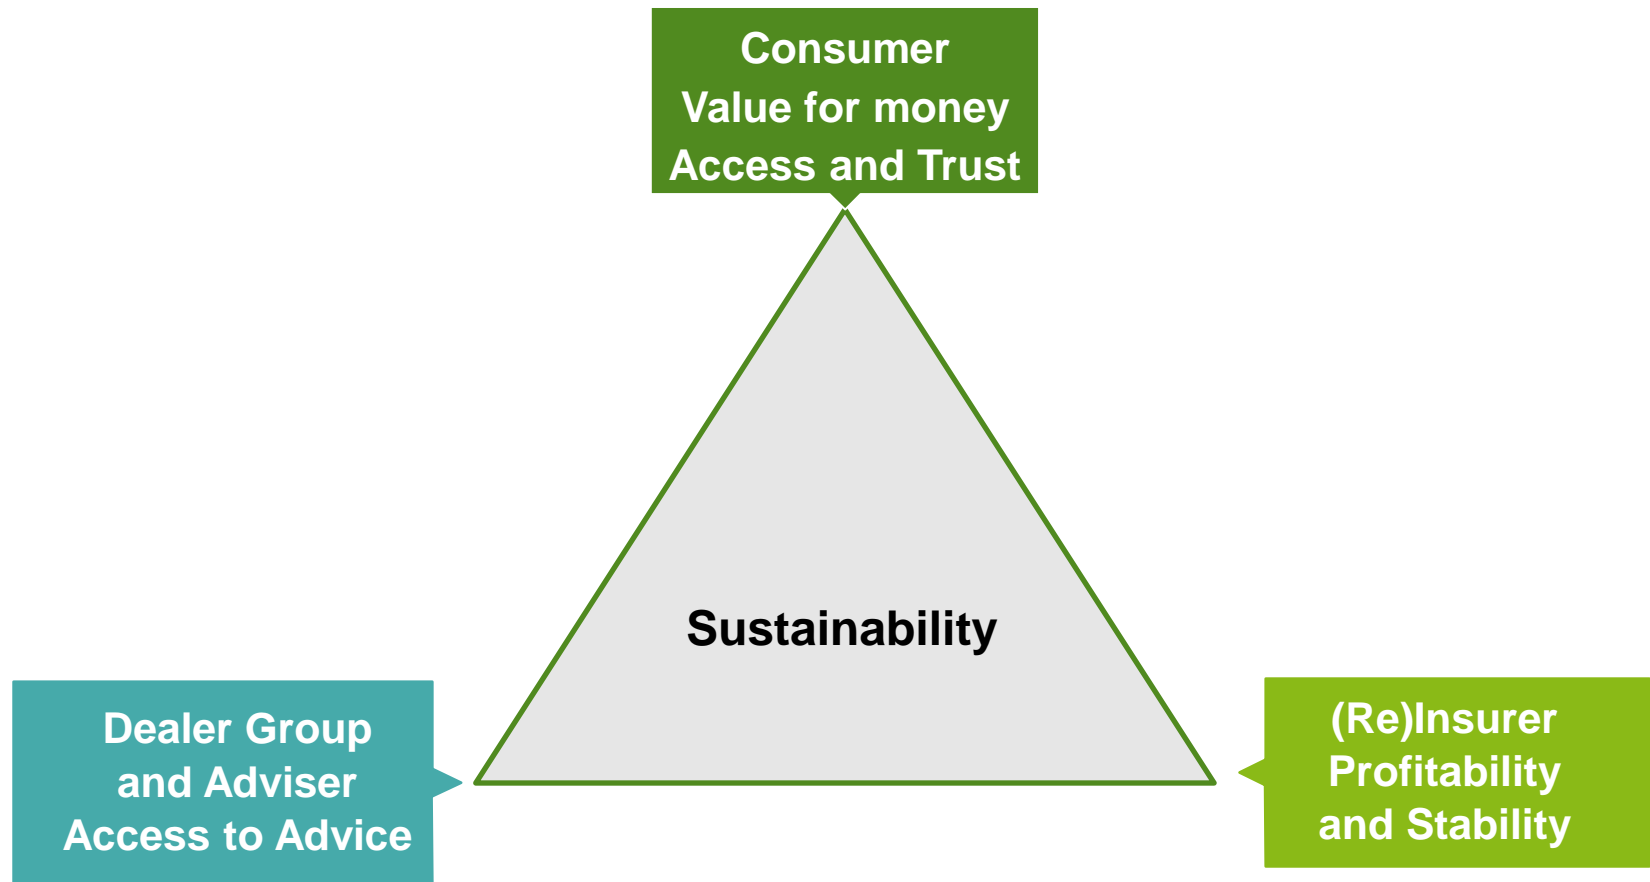 Consumer
Value for money
Access and Trust
Sustainability
Dealer Group
and Adviser
Access to Advice
(Re)Insurer
Profitability
and Stability